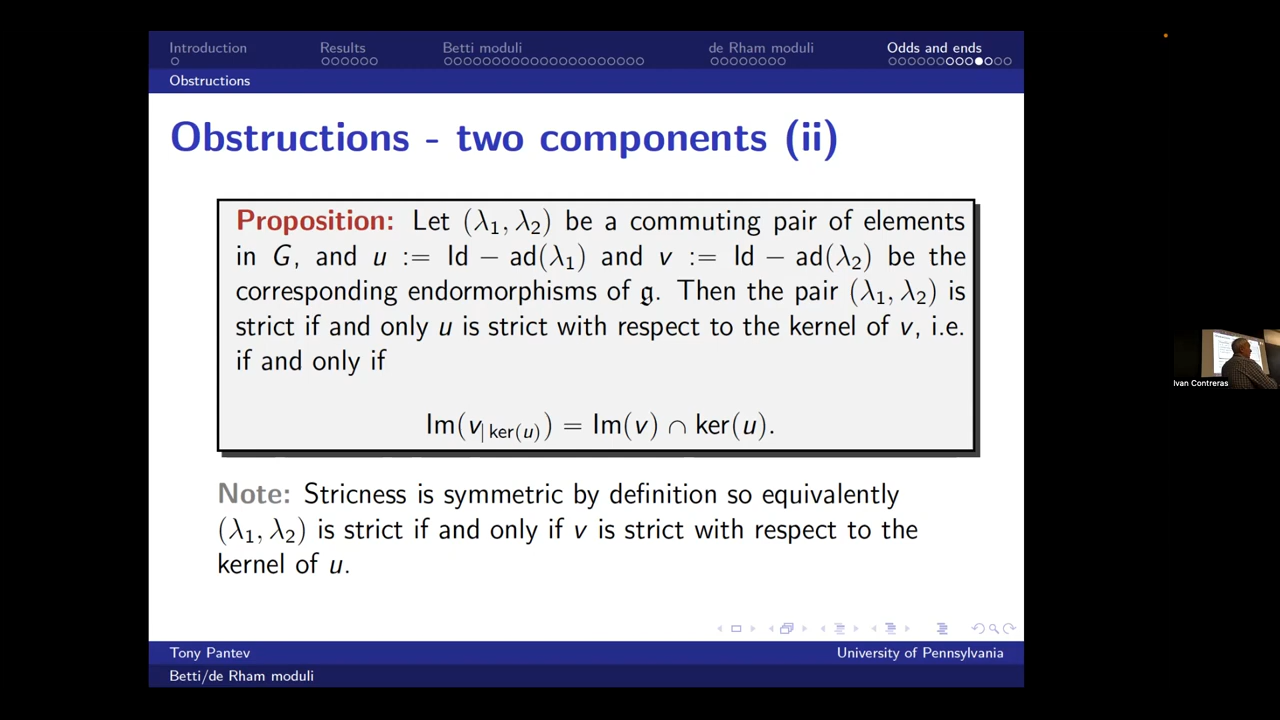 Introduction Results Betti moduli de Rham moduli Odds and ends
Obstructions
Obstructions - two components (ii)
Proposition: Let (λ₁, λ₂) be a commuting pair of elements
in G, and u := Id − ad(λ₁) and v := Id − ad(λ₂) be the
corresponding endormorphisms of 𝔤. Then the pair (λ₁, λ₂) is
strict if and only u is strict with respect to the kernel of v, i.e.
if and only if
Im(v|ker(u)) = Im(v) ∩ ker(u).
Note: Stricness is symmetric by definition so equivalently
(λ₁, λ₂) is strict if and only if v is strict with respect to the
kernel of u.
Tony Pantev University of Pennsylvania
Betti/de Rham moduli
Ivan Contreras